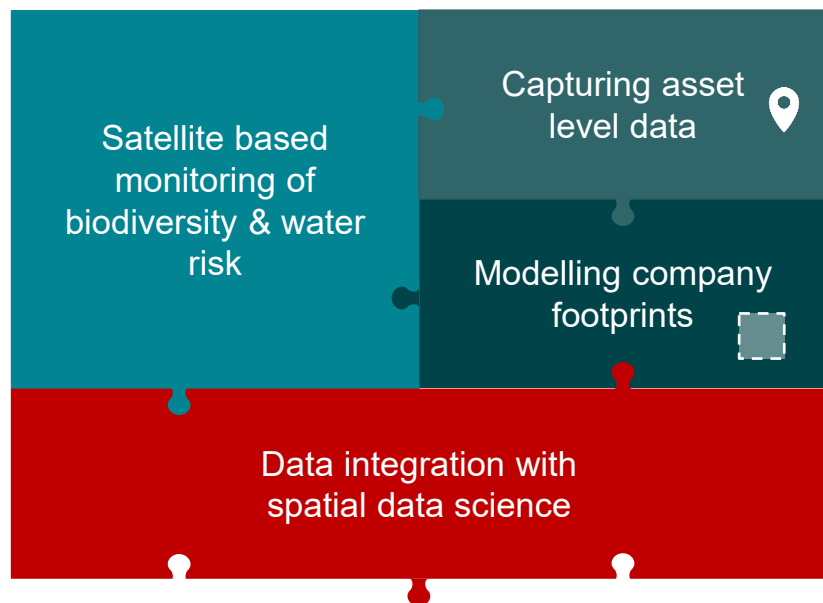 Satellite based
monitoring of
biodiversity & water
risk
Capturing asset
level data
Modelling company
footprints
Data integration with
spatial data science